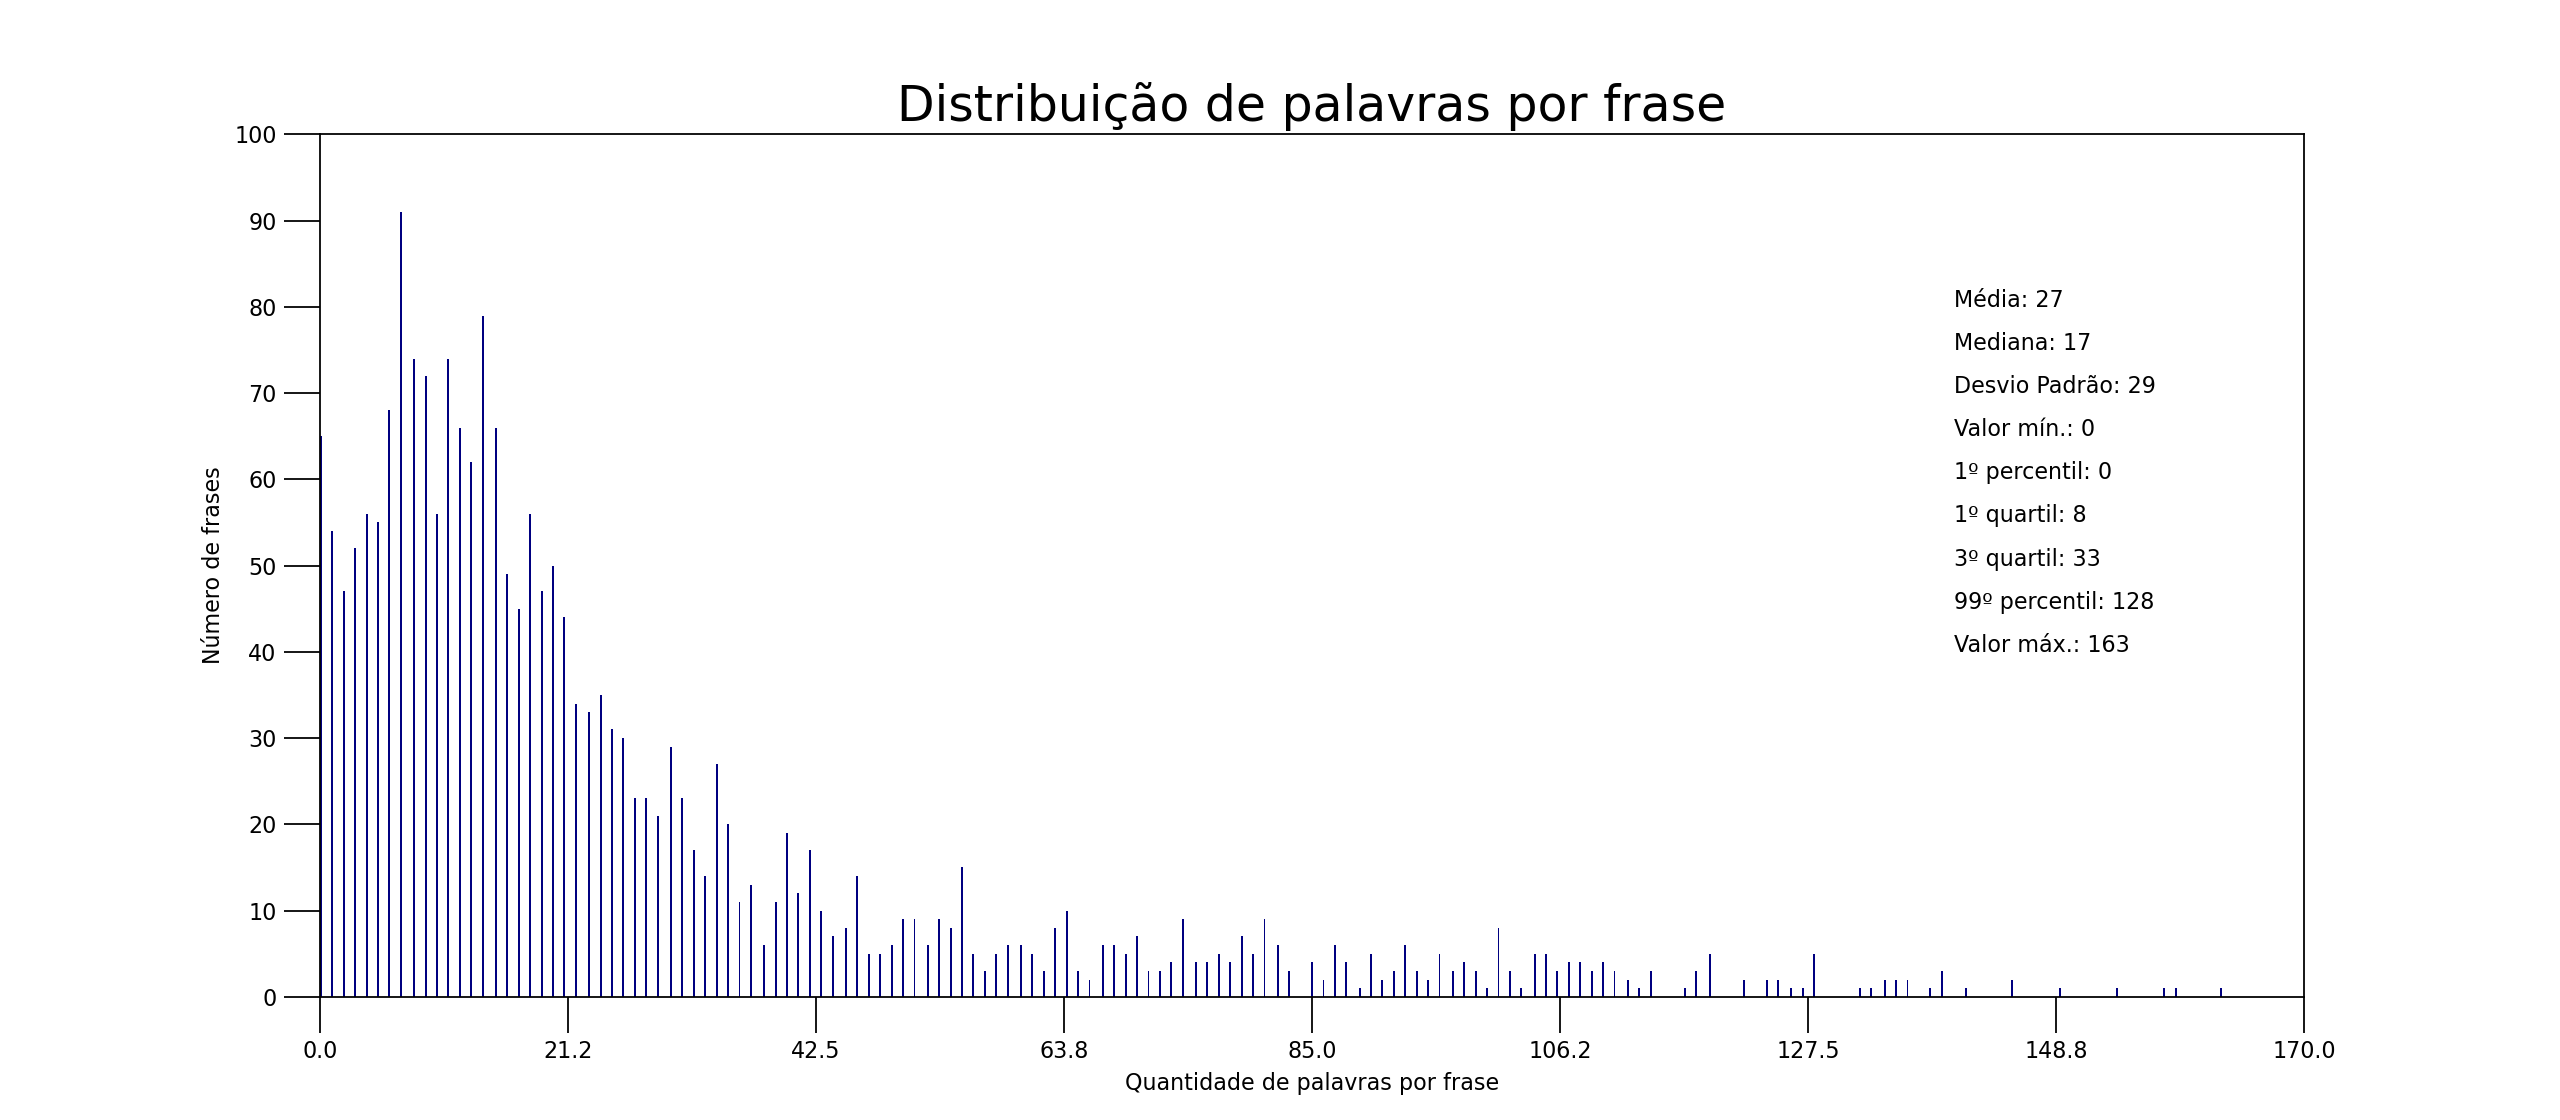 Distribuição de palavras por frase
100
90
80
70
60
50
40
30
20
10
0
Número de frases
Média: 27
Mediana: 17
Desvio Padrão: 29
Valor mín.: 0
1º percentil: 0
1º quartil: 8
3º quartil: 33
99º percentil: 128
Valor máx.: 163
0.0 21.2 42.5 63.8 85.0 106.2 127.5 148.8 170.0
Quantidade de palavras por frase